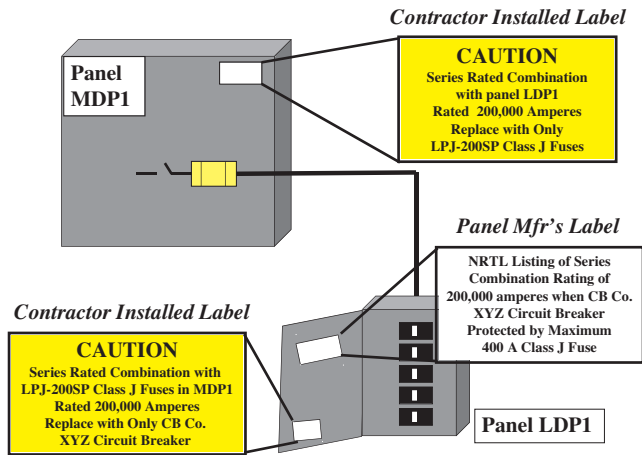 Contractor Installed Label
Panel
MDP1
CAUTION
Series Rated Combination
with panel LDP1
Rated 200,000 Amperes
Replace with Only
LPJ-200SP Class J Fuses
Panel Mfr's Label
NRTL Listing of Series
Combination Rating of
200,000 amperes when CB Co.
XYZ Circuit Breaker
Protected by Maximum
400 A Class J Fuse
Contractor Installed Label
CAUTION
Series Rated Combination with
LPJ-200SP Class J Fuses in MDP1
Rated 200,000 Amperes
Replace with Only CB Co.
XYZ Circuit Breaker
Panel LDP1